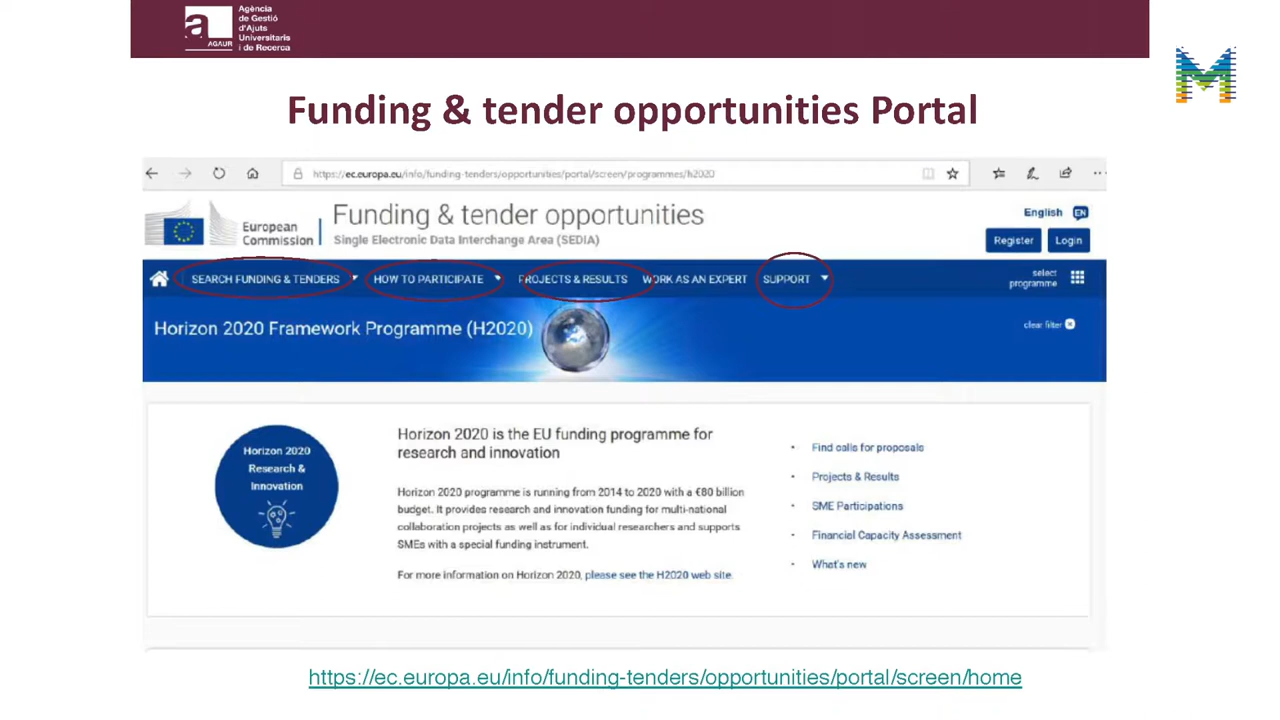 Agència
de Gestió
d'Ajuts
Universitaris
i de Recerca
a
AGAUR
M
Funding & tender opportunities Portal
https://ec.europa.eu/info/funding-tenders/opportunities/portal/screen/programmes/h2020
European
Commission
Funding & tender opportunities
Single Electronic Data Interchange Area (SEDIA)
English EN
Register Login
SEARCH FUNDING & TENDERS HOW TO PARTICIPATE PROJECTS & RESULTS WORK AS AN EXPERT SUPPORT
select
programme
Horizon 2020 Framework Programme (H2020)
clear filter
Horizon 2020
Research &
Innovation
Horizon 2020 is the EU funding programme for
research and innovation
Horizon 2020 programme is running from 2014 to 2020 with a €80 billion
budget. It provides research and innovation funding for multi-national
collaboration projects as well as for individual researchers and supports
SMEs with a special funding instrument.
For more information on Horizon 2020, please see the H2020 web site.
· Find calls for proposals
· Projects & Results
· SME Participations
· Financial Capacity Assessment
· What's new
https://ec.europa.eu/info/funding-tenders/opportunities/portal/screen/home